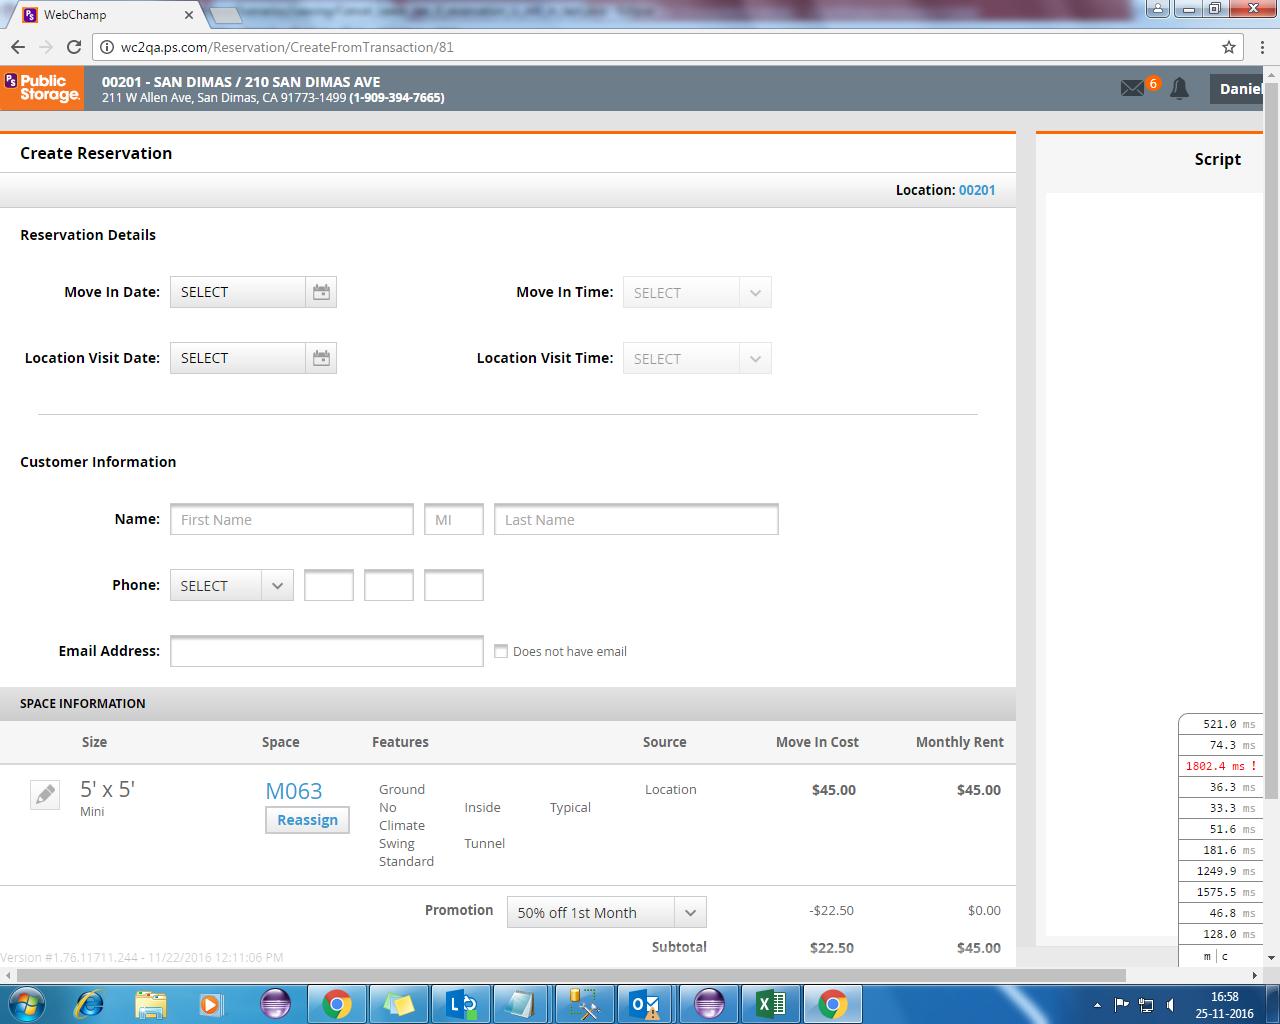 WebChamp
wc2qa.ps.com/Reservation/CreateFromTransaction/81
PS Public Storage.
00201 - SAN DIMAS / 210 SAN DIMAS AVE
211 W Allen Ave, San Dimas, CA 91773-1499 (1-909-394-7665)
6
Daniel
Create Reservation
Script
Location: 00201
Reservation Details
Move In Date: SELECT Move In Time: SELECT
Location Visit Date: SELECT Location Visit Time: SELECT
Customer Information
Name: First Name MI Last Name
Phone: SELECT
Email Address: Does not have email
SPACE INFORMATION
Size Space Features Source Move In Cost Monthly Rent
5' x 5' M063 Ground Location $45.00 $45.00
Mini No Inside Typical
Reassign Climate
Swing Tunnel
Standard
Promotion 50% off 1st Month -$22.50 $0.00
Subtotal $22.50 $45.00
Version #1.76.11711.244 - 11/22/2016 12:11:06 PM
521.0 ms
74.3 ms
1802.4 ms !
36.3 ms
33.3 ms
51.6 ms
181.6 ms
1249.9 ms
1575.5 ms
46.8 ms
128.0 ms
m | c
16:58
25-11-2016